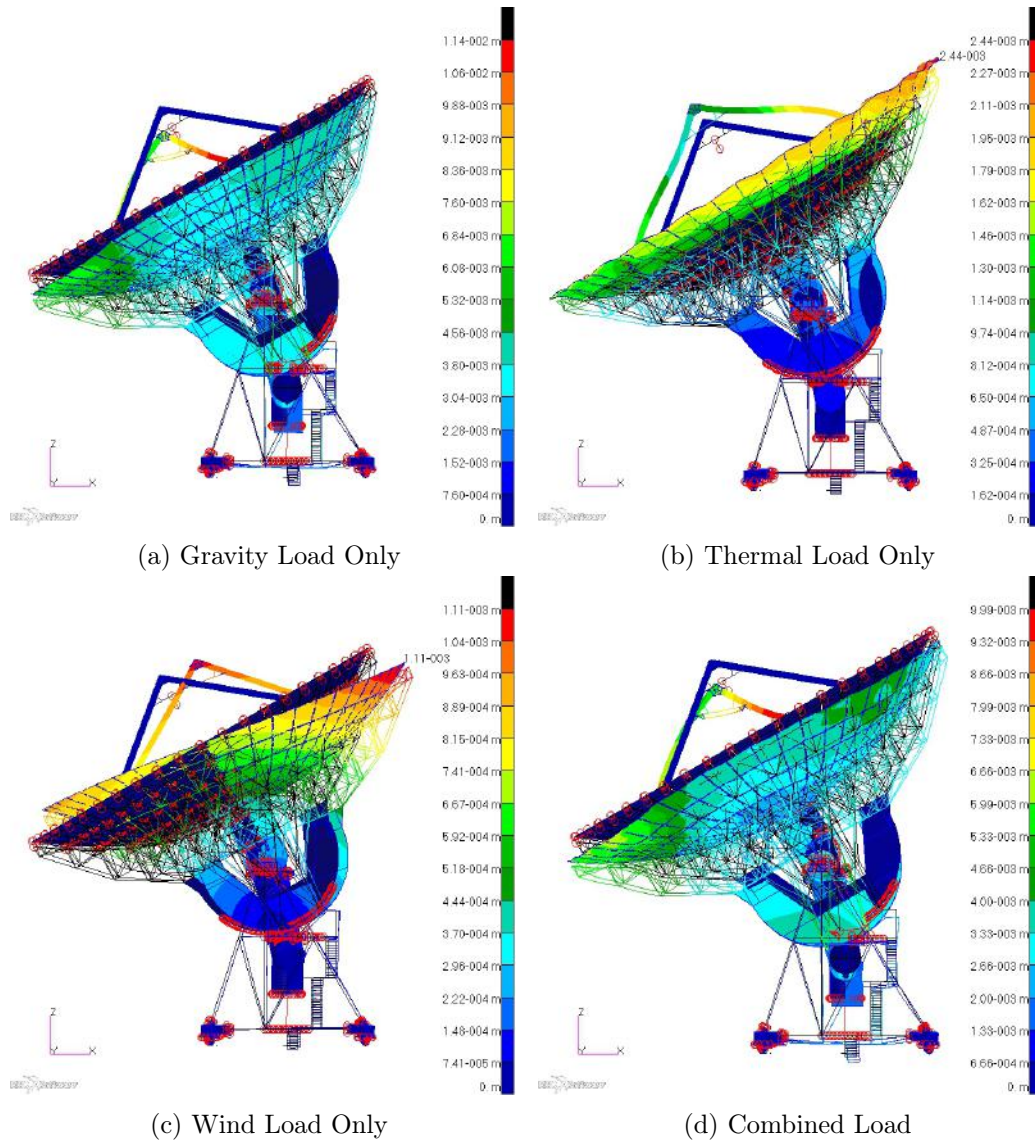 1.14-002 m
1.06-002 m
9.88-003 m
9.12-003 m
8.36-003 m
7.60-003 m
6.84-003 m
6.08-003 m
5.32-003 m
4.56-003 m
3.80-003 m
3.04-003 m
2.28-003 m
1.52-003 m
7.60-004 m
0. m
Z
X
(a) Gravity Load Only
2.44-003
2.44-003 m
2.27-003 m
2.11-003 m
1.95-003 m
1.79-003 m
1.62-003 m
1.46-003 m
1.30-003 m
1.14-003 m
9.74-004 m
8.12-004 m
6.50-004 m
4.87-004 m
3.25-004 m
1.62-004 m
0. m
Z
X
(b) Thermal Load Only
1.11-003
1.11-003 m
1.04-003 m
9.63-004 m
8.89-004 m
8.15-004 m
7.41-004 m
6.67-004 m
5.92-004 m
5.18-004 m
4.44-004 m
3.70-004 m
2.96-004 m
2.22-004 m
1.48-004 m
7.41-005 m
0. m
Z
X
(c) Wind Load Only
9.99-003 m
9.32-003 m
8.66-003 m
7.99-003 m
7.33-003 m
6.66-003 m
5.99-003 m
5.33-003 m
4.66-003 m
4.00-003 m
3.33-003 m
2.66-003 m
2.00-003 m
1.33-003 m
6.66-004 m
0. m
Z
X
(d) Combined Load